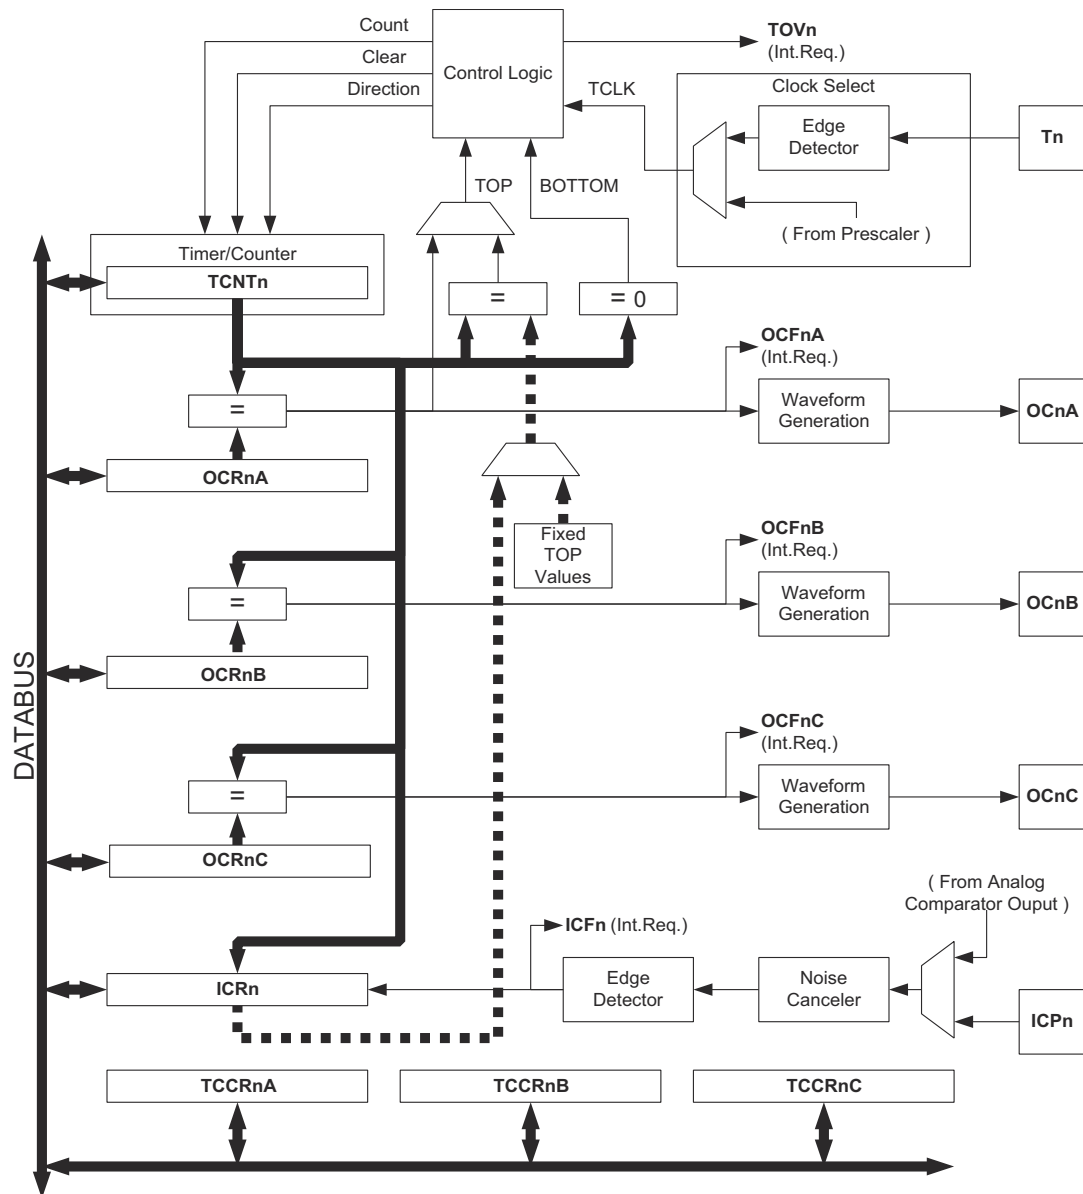 Count
Clear
Direction
Control Logic
TOVn
(Int.Req.)
TCLK
Clock Select
Edge
Detector
Tn
( From Prescaler )
TOP
BOTTOM
Timer/Counter
TCNTn
=
= 0
=
OCRnA
OCFnA
(Int.Req.)
Waveform
Generation
OCnA
Fixed
TOP
Values
=
OCRnB
OCFnB
(Int.Req.)
Waveform
Generation
OCnB
DATABUS
=
OCRnC
OCFnC
(Int.Req.)
Waveform
Generation
OCnC
( From Analog
Comparator Ouput )
ICFn (Int.Req.)
ICRn
Edge
Detector
Noise
Canceler
ICPn
TCCRnA
TCCRnB
TCCRnC